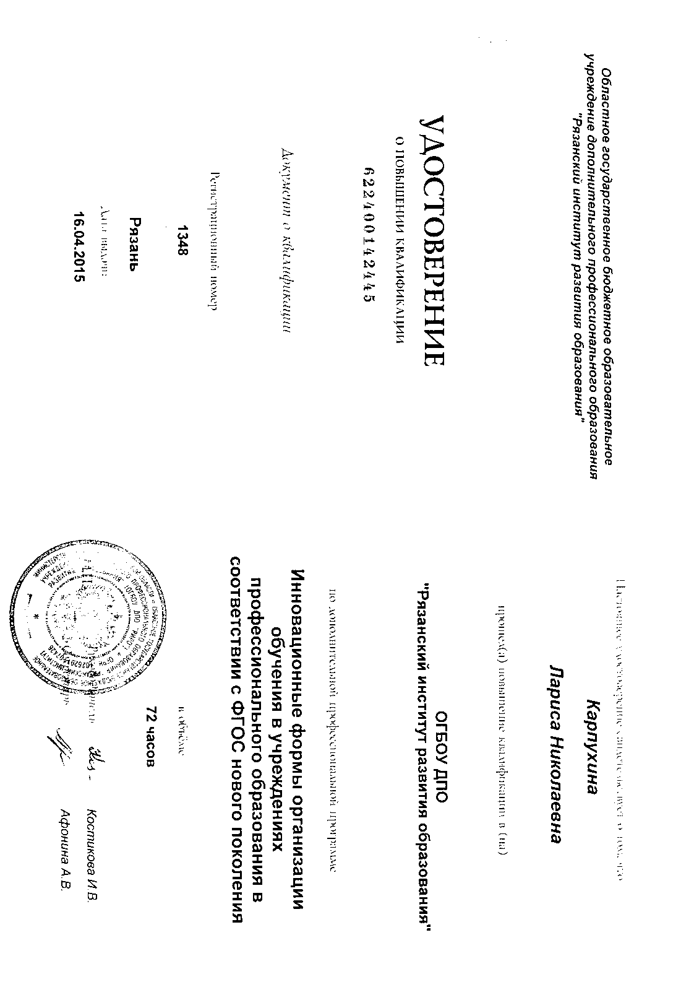 Областное государственное бюджетное образовательное
учреждение дополнительного профессионального образования
"Рязанский институт развития образования"
УДОСТОВЕРЕНИЕ
О ПОВЫШЕНИИ КВАЛИФИКАЦИИ
622400142445
Документ о квалификации
Регистрационный номер
1348
Рязань
Дата выдачи:
16.04.2015
Настоящее удостоверение свидетельствует о том, что
Карпухина
Лариса Николаевна
прошел(а) повышение квалификации в (на)
ОГБОУ ДПО
"Рязанский институт развития образования"
по дополнительной профессиональной программе
Инновационные формы организации
обучения в учреждениях
профессионального образования в
соответствии с ФГОС нового поколения
в объёме
72 часов
Костикова И.В.
Афонина А.В.